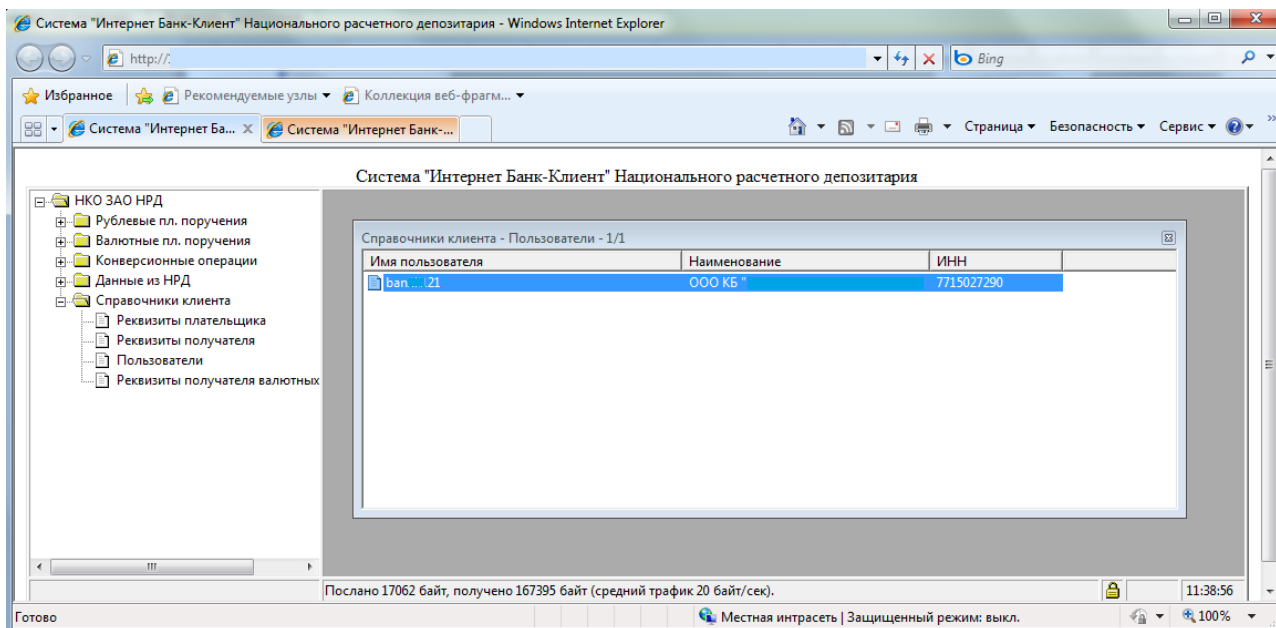 Система "Интернет Банк-Клиент" Национального расчетного депозитария - Windows Internet Explorer
http://
Bing
Избранное Рекомендуемые узлы Коллекция веб-фрагм...
Система "Интернет Ба... X Система "Интернет Банк-... Страница Безопасность Сервис »
Система "Интернет Банк-Клиент" Национального расчетного депозитария
НКО ЗАО НРД
Рублевые пл. поручения
Валютные пл. поручения
Конверсионные операции
Данные из НРД
Справочники клиента
Реквизиты плательщика
Реквизиты получателя
Пользователи
Реквизиты получателя валютных
Справочники клиента - Пользователи - 1/1
Имя пользователя Наименование ИНН
ban 21 ООО КБ " 7715027290
Послано 17062 байт, получено 167395 байт (средний трафик 20 байт/сек). 11:38:56
Готово Местная интрасеть | Защищенный режим: выкл. 100%